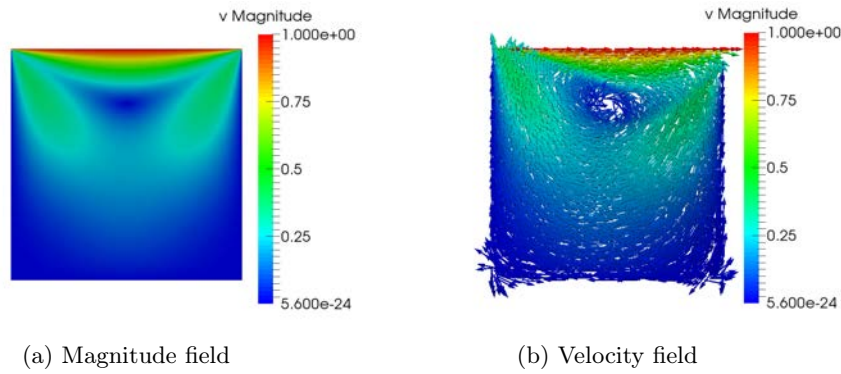 v Magnitude
1.000e+00
0.75
0.5
0.25
5.600e-24
v Magnitude
1.000e+00
0.75
0.5
0.25
5.600e-24
(a) Magnitude field
(b) Velocity field